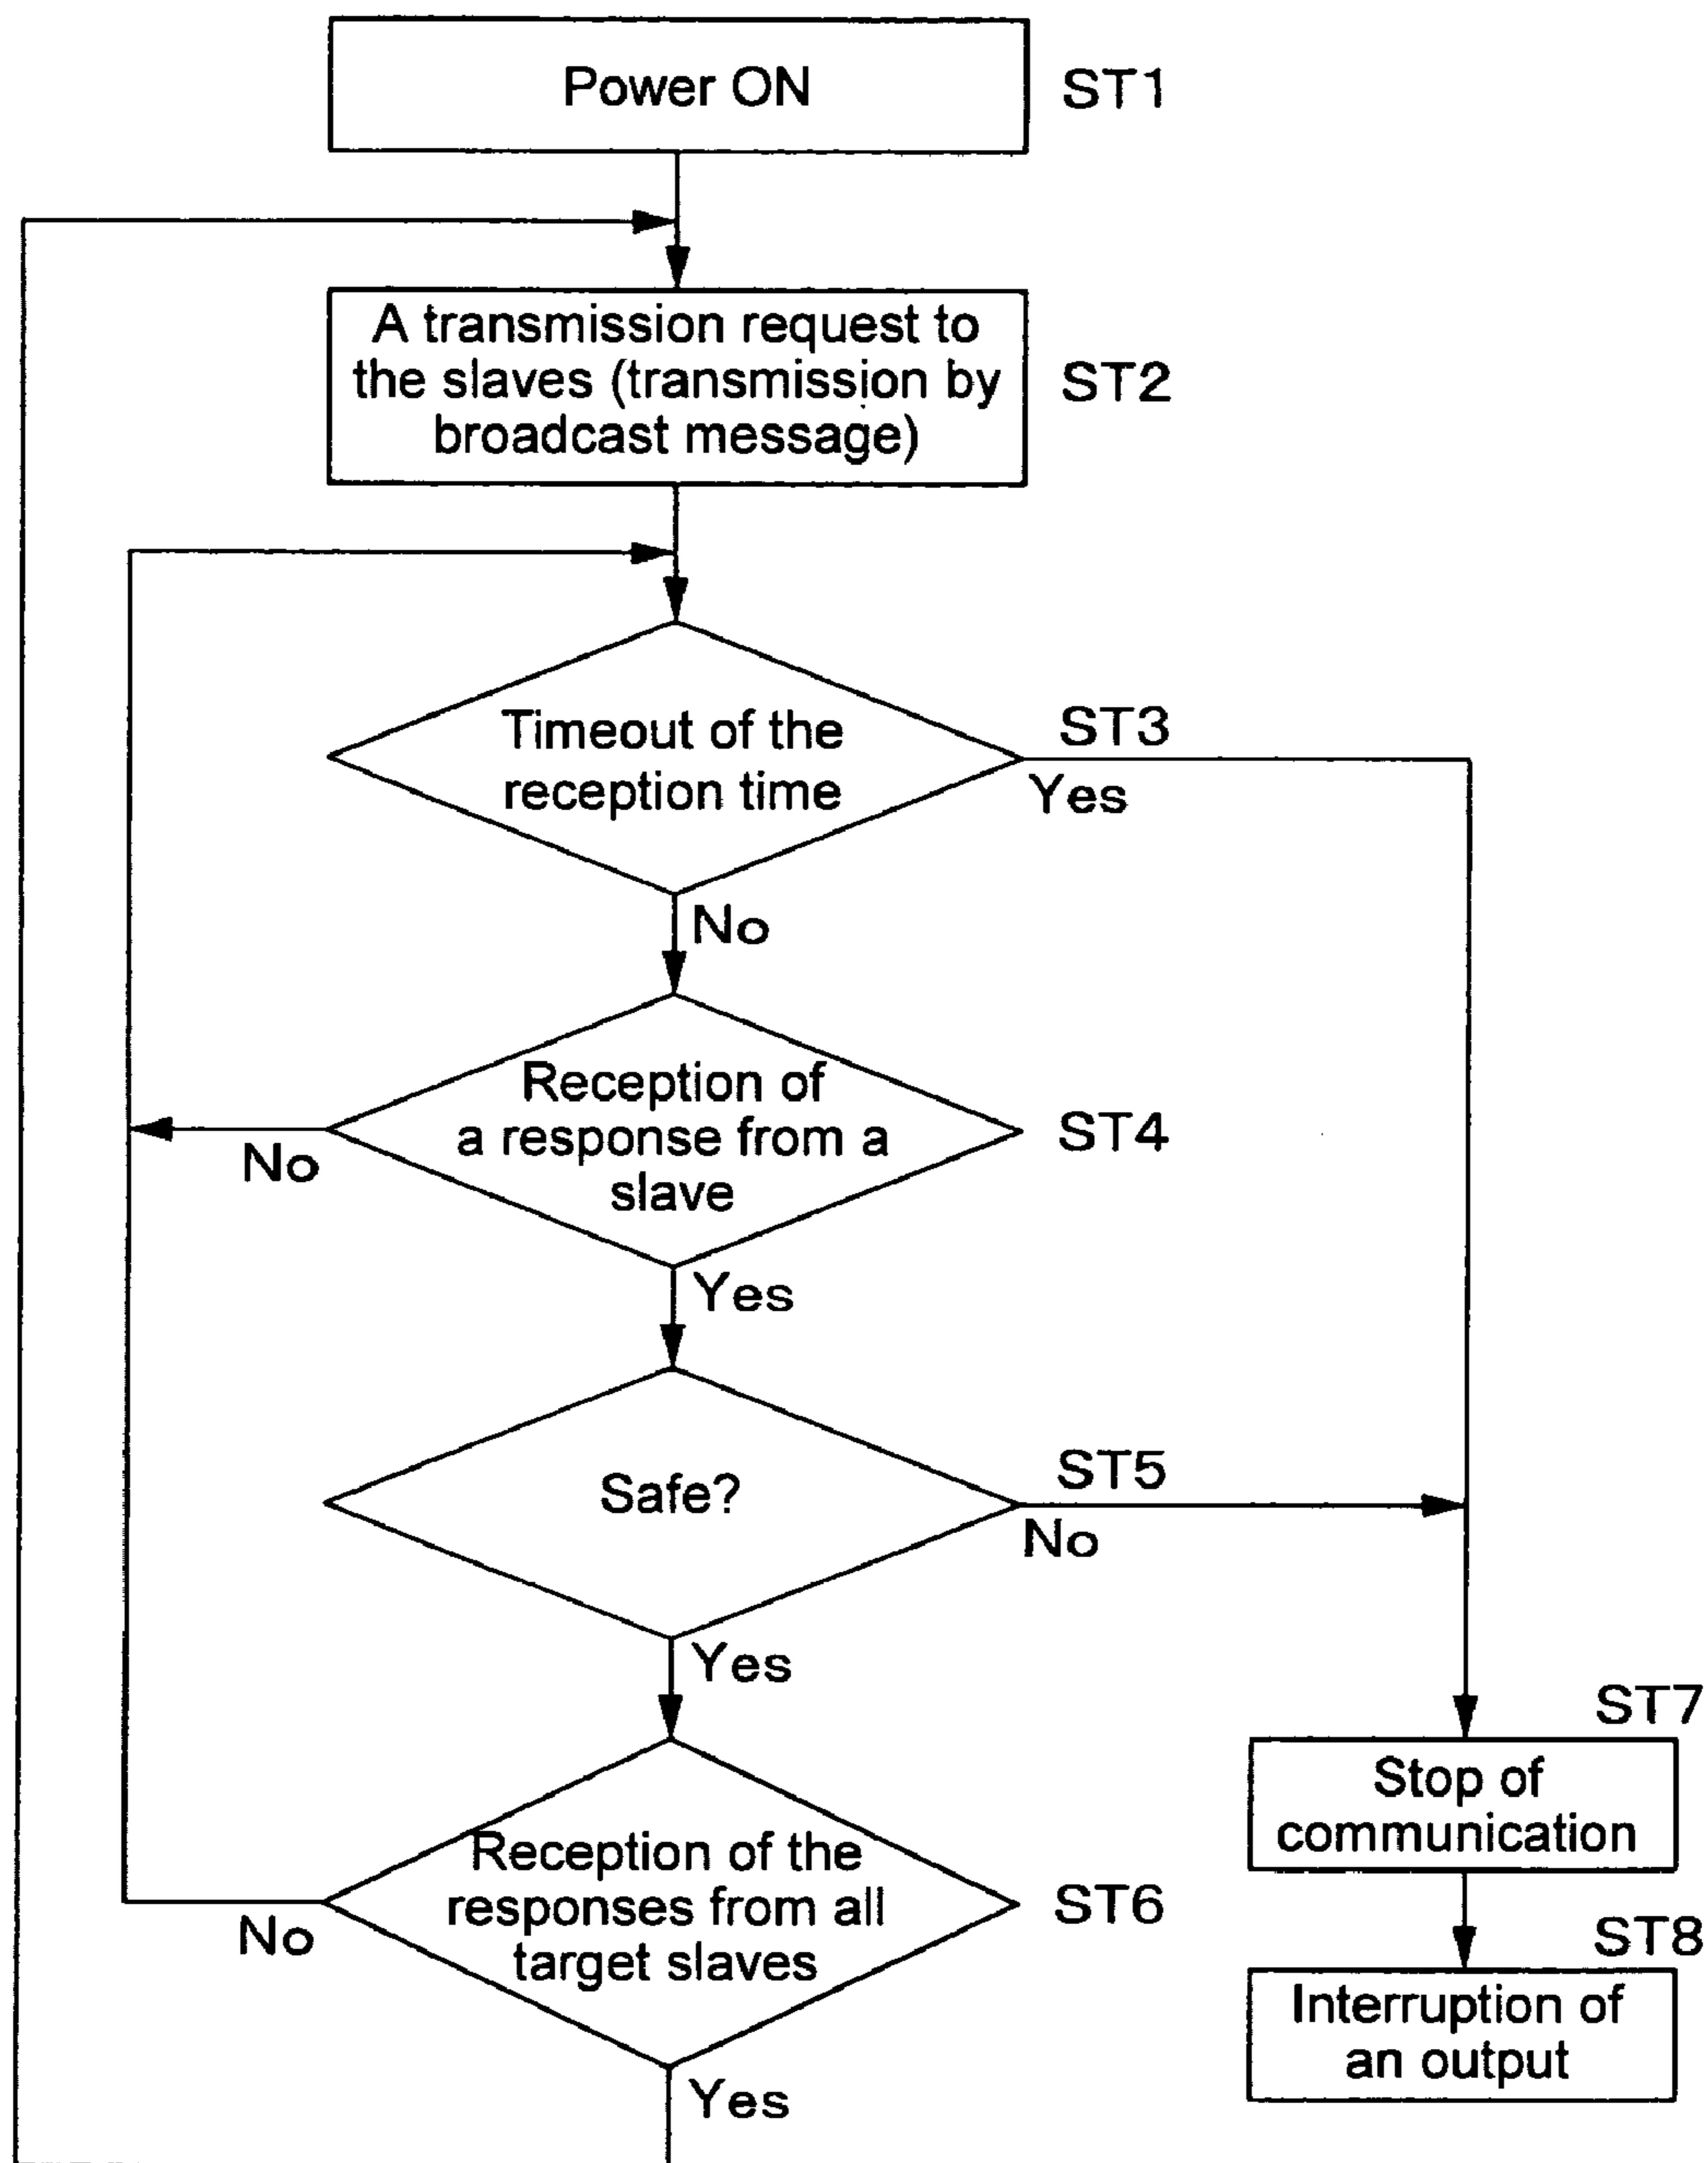 Power ON
ST1
A transmission request to
the slaves (transmission by
broadcast message)
ST2
Timeout of the
reception time
ST3
Yes
No
Reception of
a response from a
slave
ST4
No
Yes
Safe?
ST5
No
Yes
Reception of the
responses from all
target slaves
ST6
No
Yes
ST7
Stop of
communication
ST8
Interruption of
an output